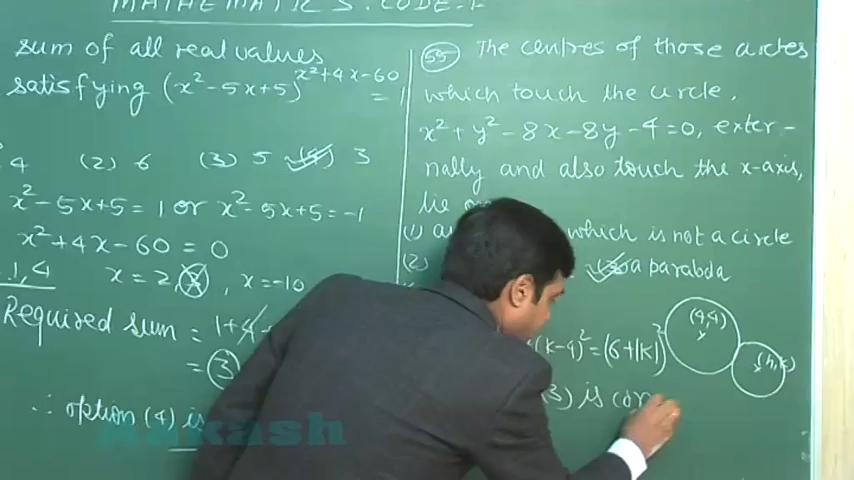 MATHEMATICS. CODE-F
sum of all real values
satisfying (x² - 5x + 5)^(x² + 4x - 60) = 1
4 (2) 6 (3) 5 (4) 3
x² - 5x + 5 = 1 or x² - 5x + 5 = -1
x² + 4x - 60 = 0
1, 4 x = 2, x = -10
Required sum = 1 + 4 -
= 3
∴ option (4) is
55 The centres of those circles
which touch the circle,
x² + y² - 8x - 8y - 4 = 0, exter-
nally and also touch the x-axis,
lie
(1) which is not a circle
(2) a parabola
(k-4)² = (6 + |k|)²
(4,4)
(h, k)
(3) is cor
Aakash